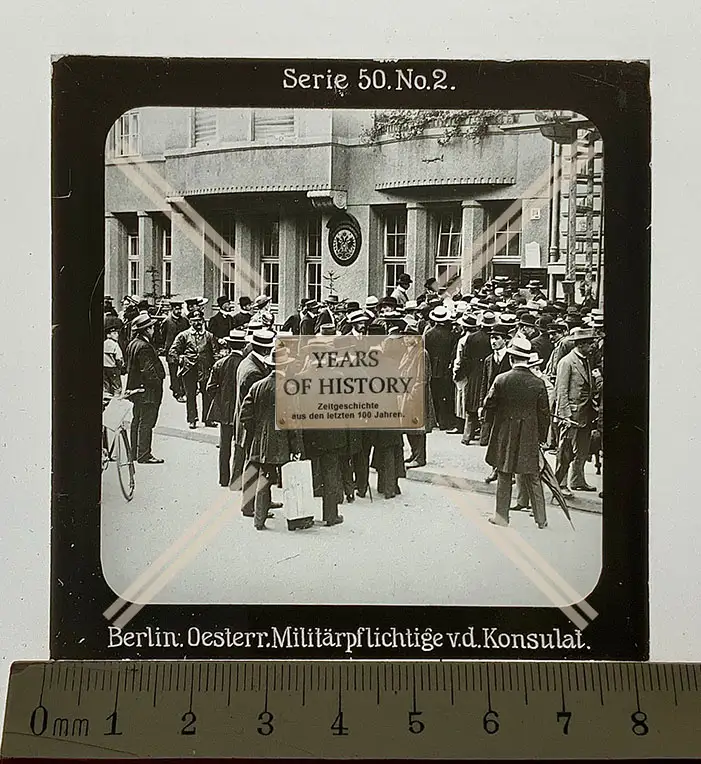 Serie 50. No. 2.
YEARS
OF HISTORY
Zeitgeschichte
aus den letzten 100 Jahren.
Berlin. Oesterr. Militärpflichtige v. d. Konsulat.
0mm 1 2 3 4 5 6 7 8